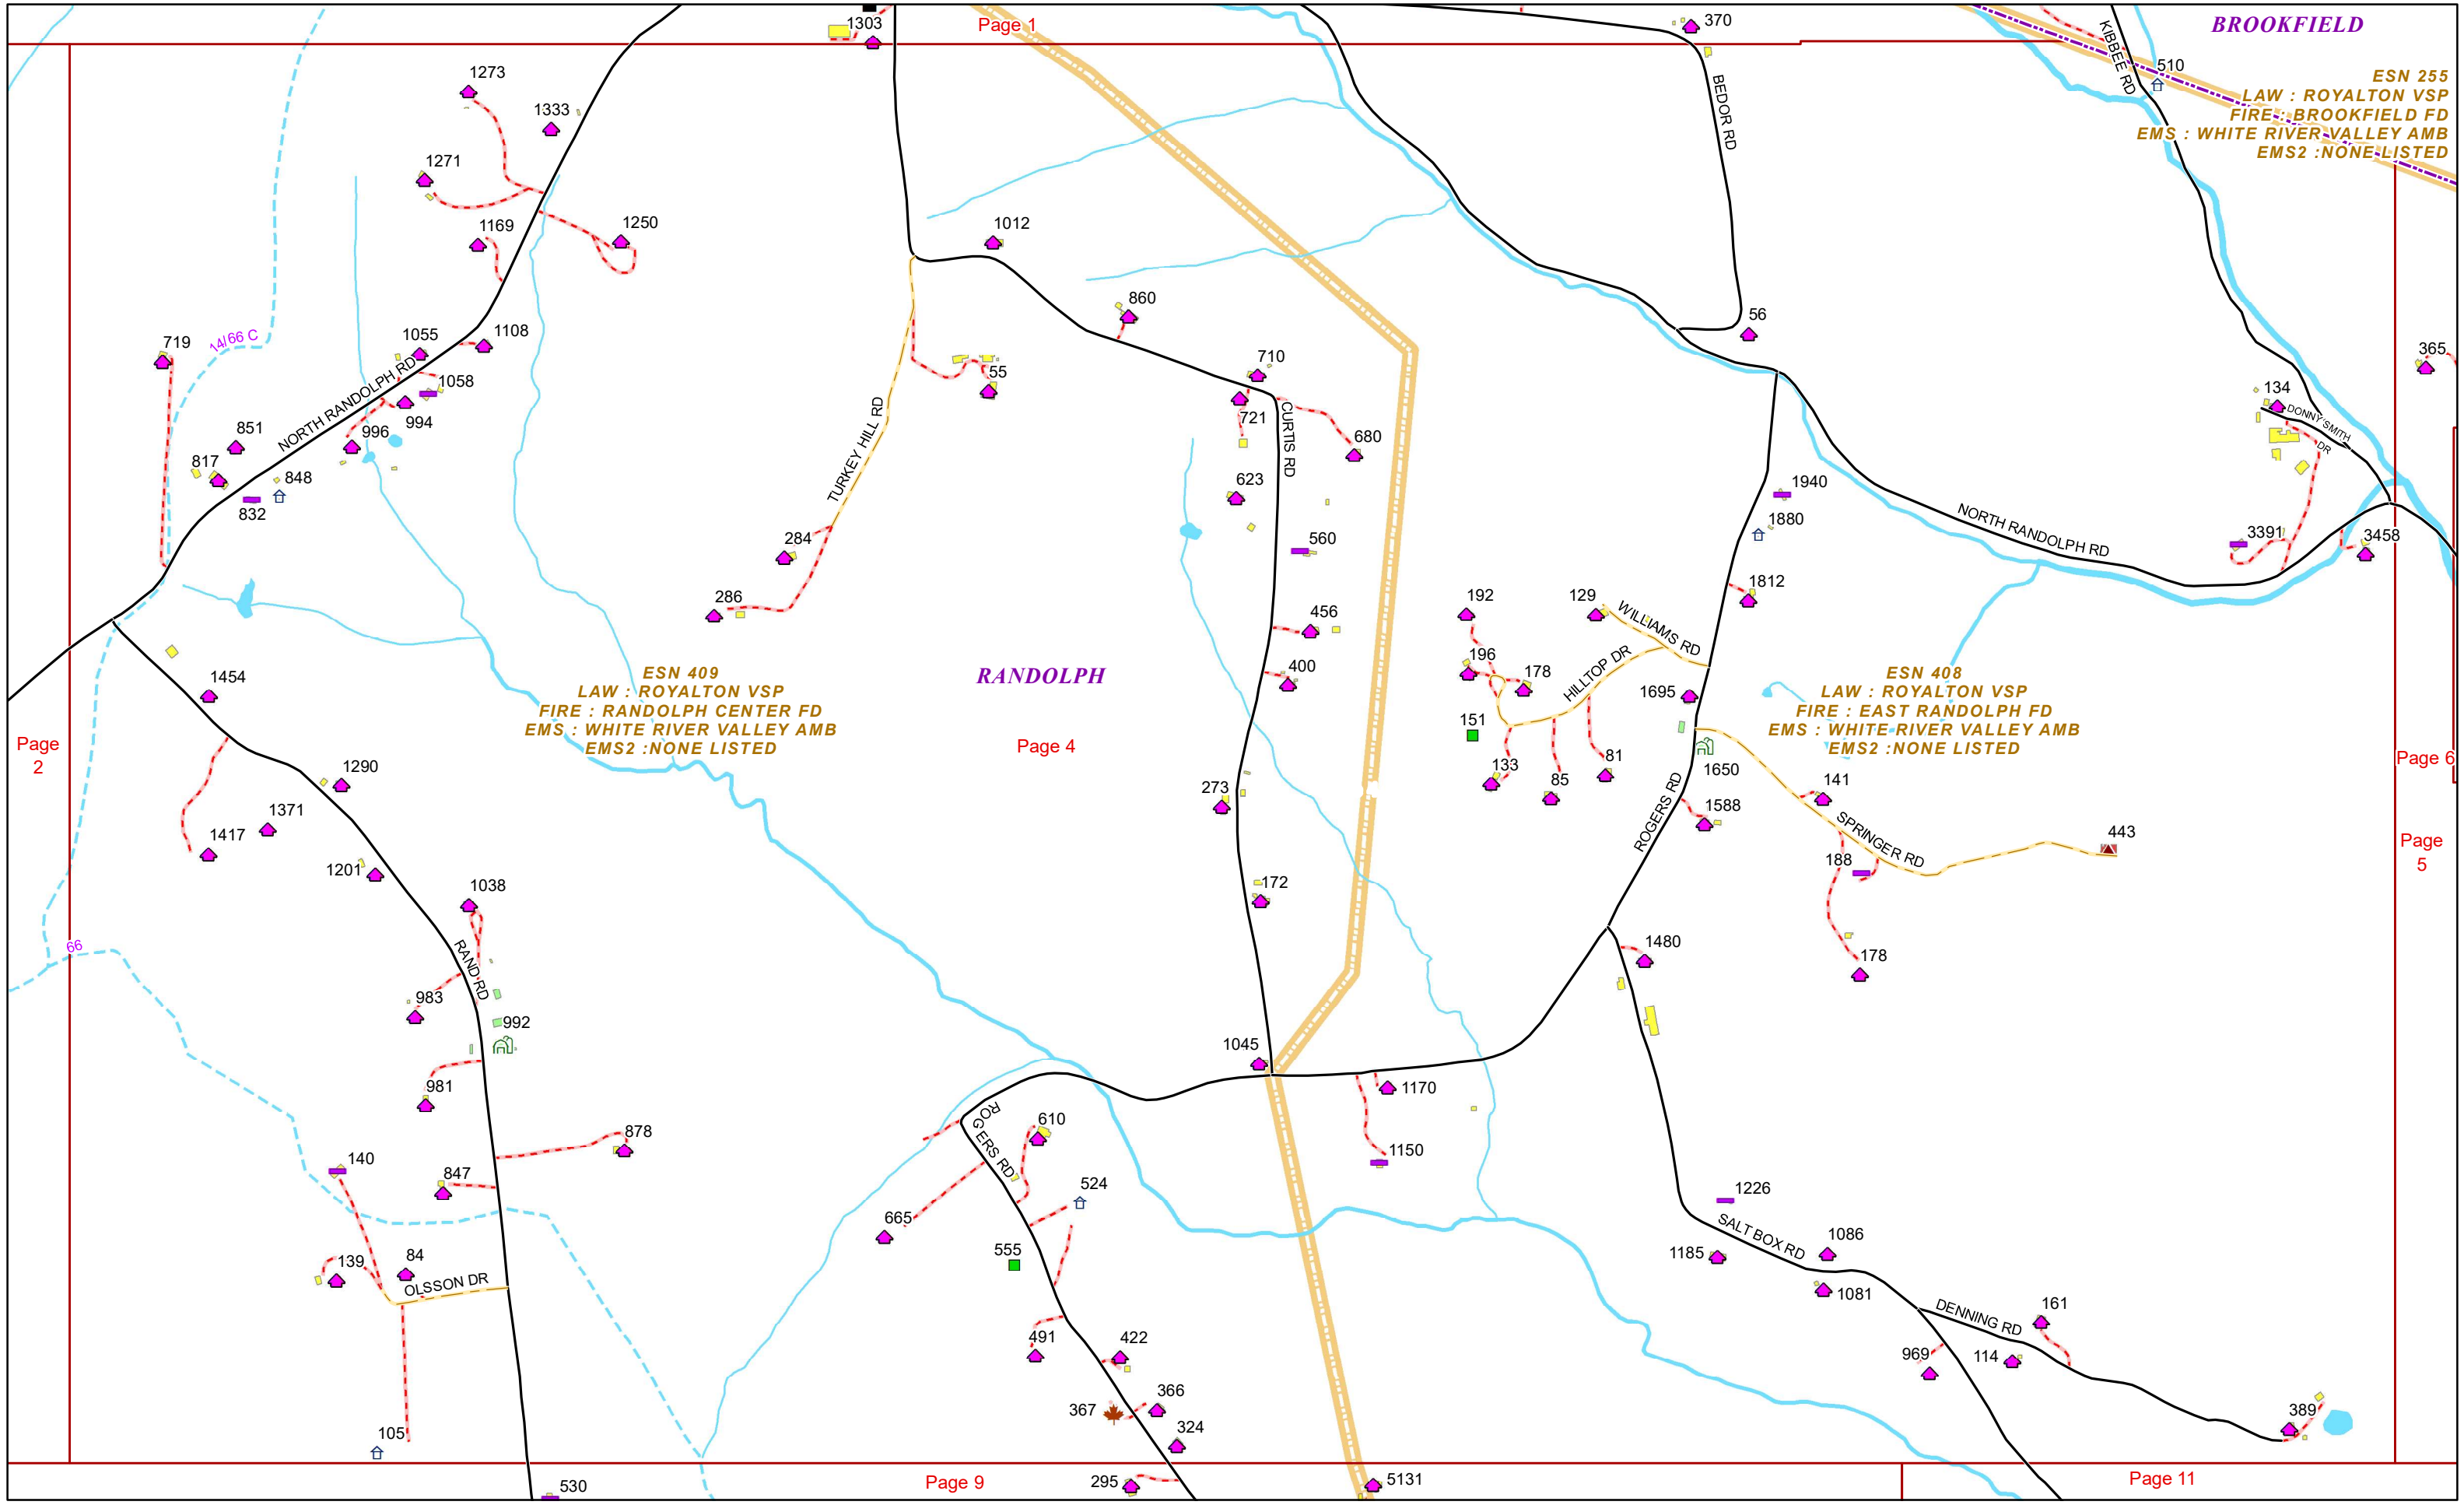 1303
Page 1
370
BROOKFIELD
KIBBEE RD
510
ESN 255
LAW : ROYALTON VSP
FIRE : BROOKFIELD FD
EMS : WHITE RIVER VALLEY AMB
EMS2 :NONE LISTED
1273
1333
BEDOR RD
1271
1169
1250
1012
860
56
14/66 C
719
1055
1108
1058
710
55
365
134
DONNY SMITH
DR
NORTH RANDOLPH RD
994
996
851
817
848
832
TURKEY HILL RD
721
CURTIS RD
680
623
560
1940
1880
NORTH RANDOLPH RD
3391
3458
284
286
456
400
192
129
WILLIAMS RD
1812
196
178
HILLTOP DR
1695
151
133
85
81
1650
ESN 409
LAW : ROYALTON VSP
FIRE : RANDOLPH CENTER FD
EMS : WHITE RIVER VALLEY AMB
EMS2 :NONE LISTED
RANDOLPH
Page 4
ESN 408
LAW : ROYALTON VSP
FIRE : EAST RANDOLPH FD
EMS : WHITE RIVER VALLEY AMB
EMS2 :NONE LISTED
Page
2
Page 6
Page
5
1454
1290
1371
1417
1201
273
172
ROGERS RD
1588
141
SPRINGER RD
188
443
178
1038
66
RAND RD
983
992
981
1480
1045
1170
1150
878
847
140
139
84
OLSSON DR
105
ROGERS RD
610
524
665
555
491
422
366
367
324
1226
SALT BOX RD
1185
1086
1081
DENNING RD
161
114
969
389
530
Page 9
295
5131
Page 11